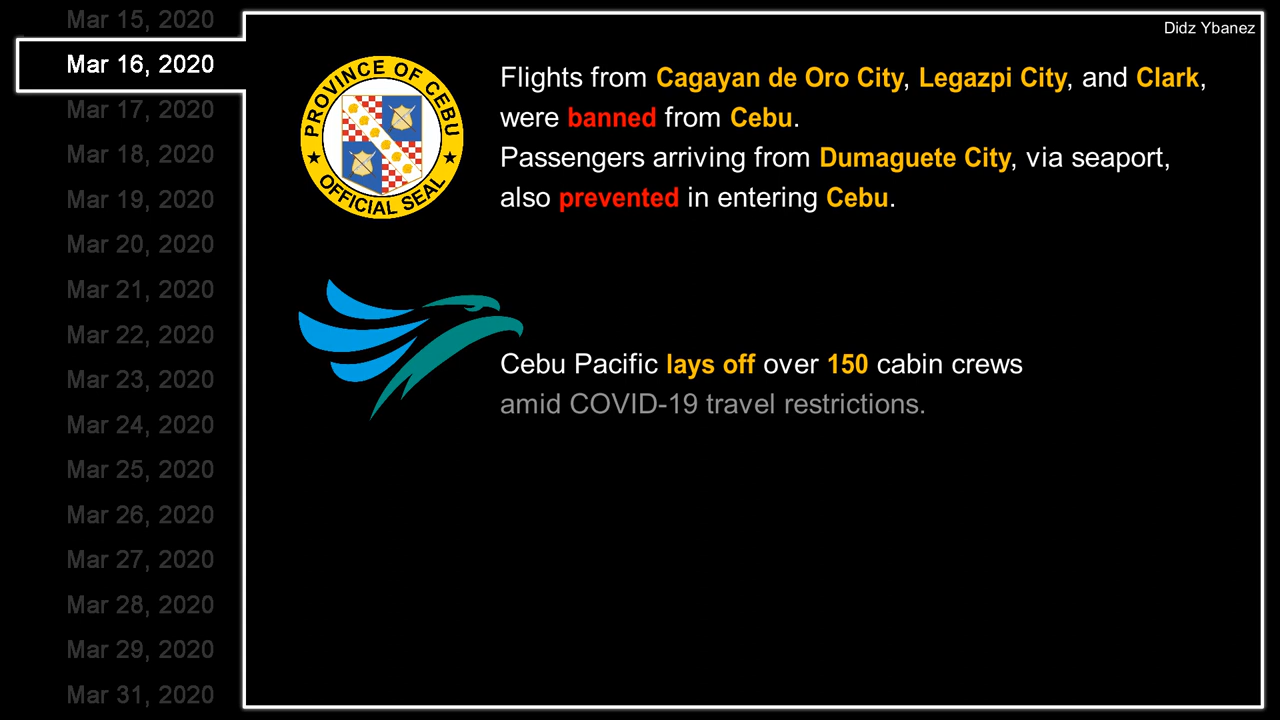 Mar 15, 2020
Mar 16, 2020
Mar 17, 2020
Mar 18, 2020
Mar 19, 2020
Mar 20, 2020
Mar 21, 2020
Mar 22, 2020
Mar 23, 2020
Mar 24, 2020
Mar 25, 2020
Mar 26, 2020
Mar 27, 2020
Mar 28, 2020
Mar 29, 2020
Mar 31, 2020
Didz Ybanez
PROVINCE OF CEBU
OFFICIAL SEAL
Flights from Cagayan de Oro City, Legazpi City, and Clark,
were banned from Cebu.
Passengers arriving from Dumaguete City, via seaport,
also prevented in entering Cebu.
Cebu Pacific lays off over 150 cabin crews
amid COVID-19 travel restrictions.